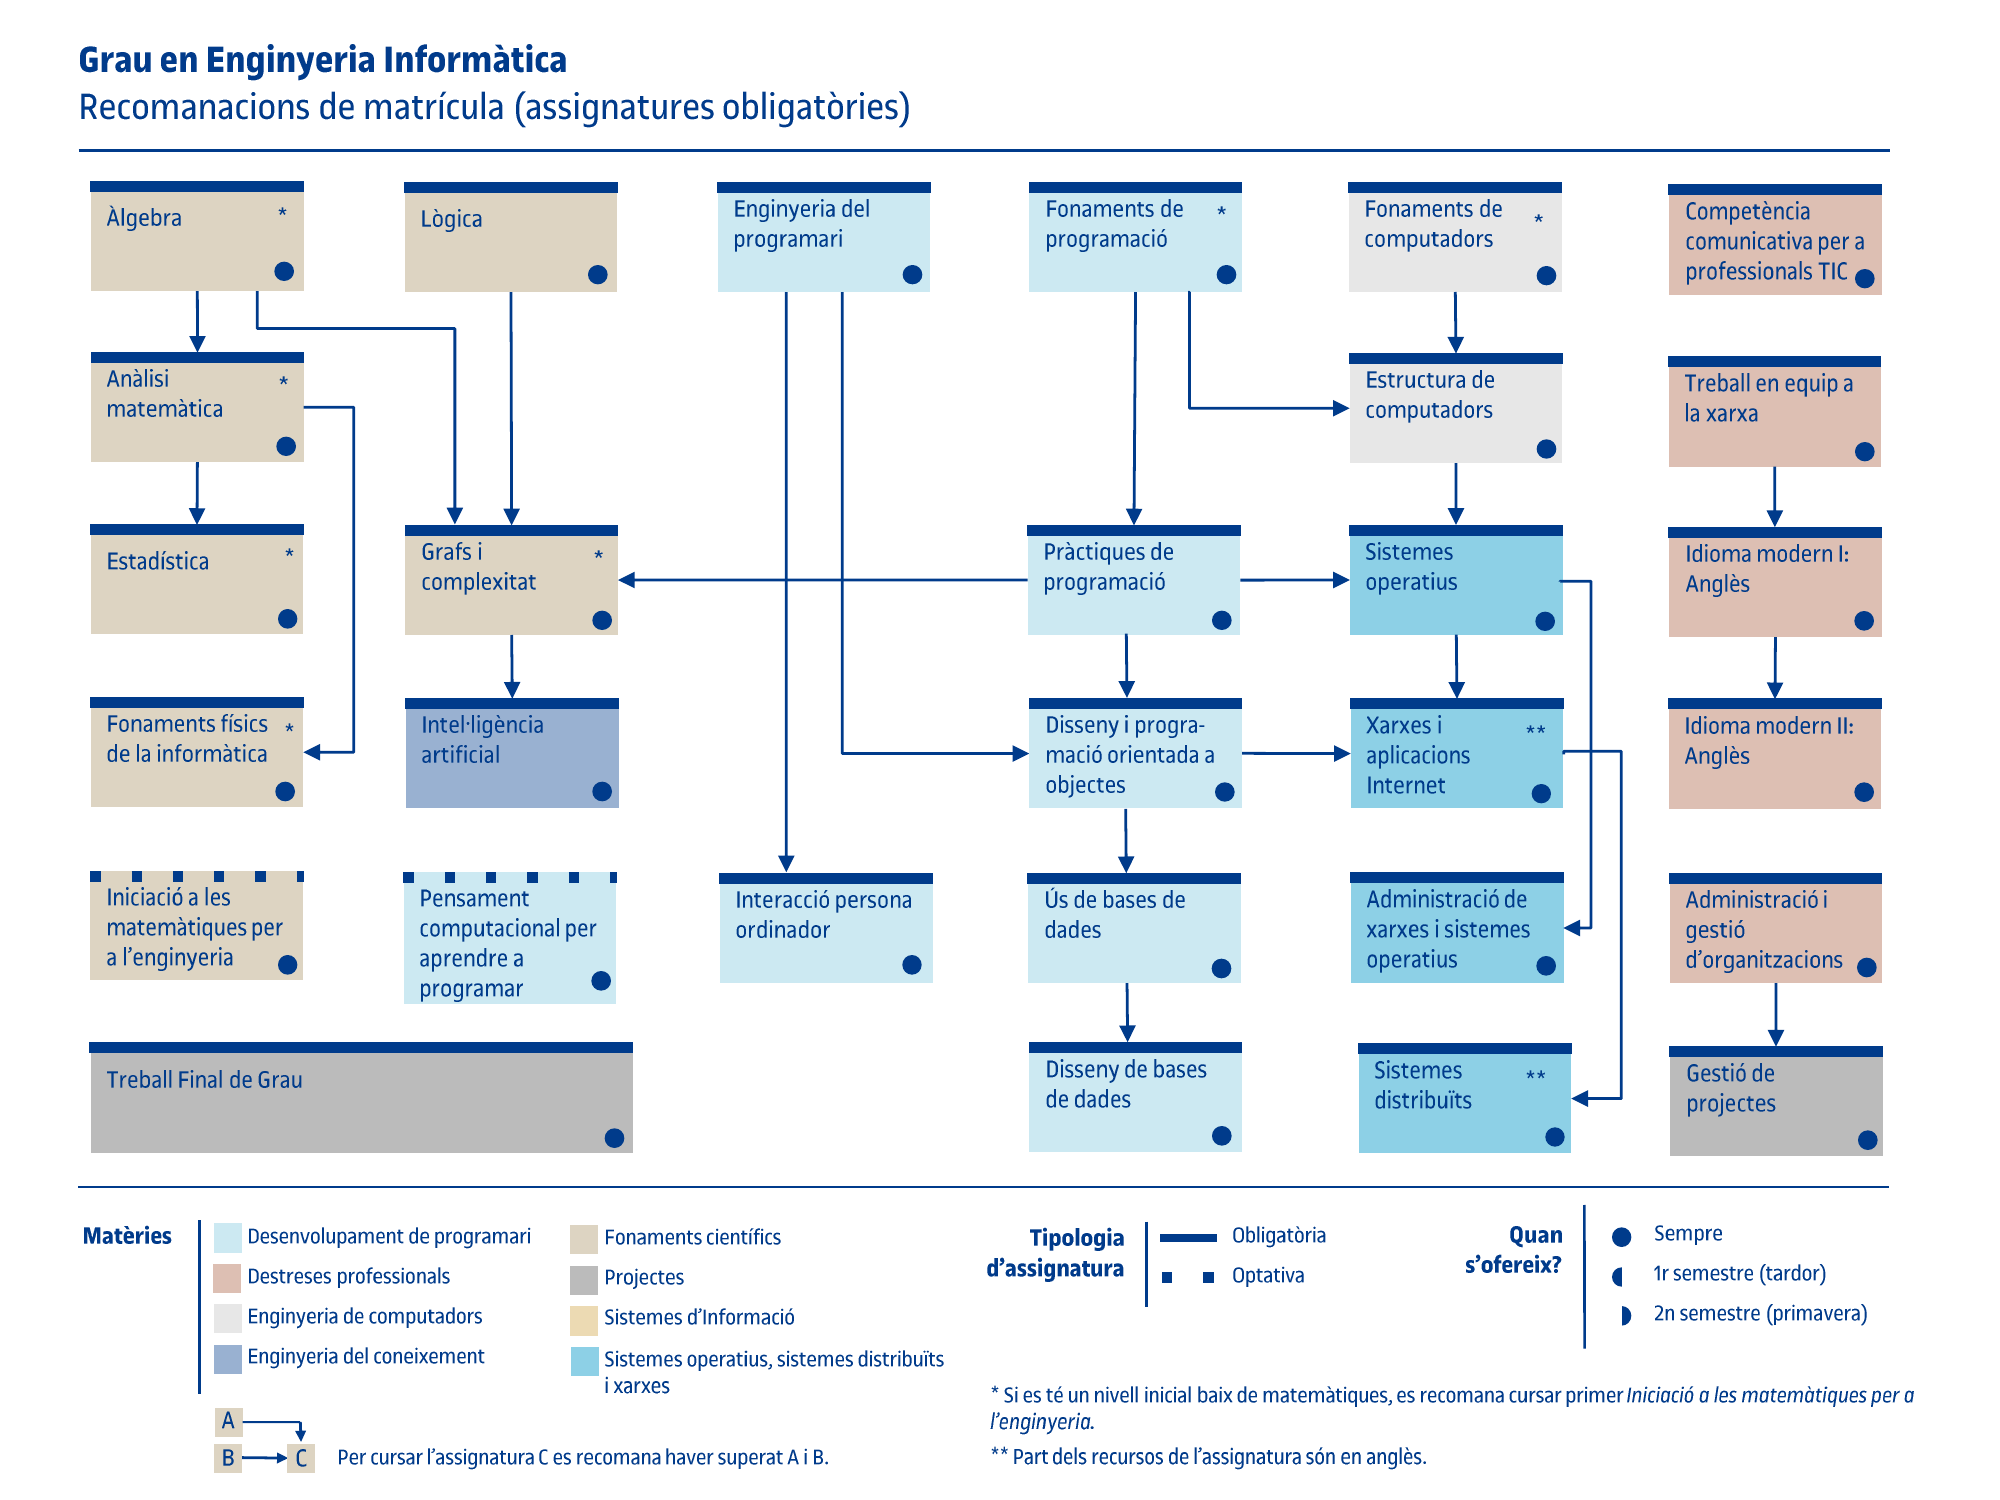 Grau en Enginyeria Informàtica
Recomanacions de matrícula (assignatures obligatòries)
Àlgebra *
Lògica
Enginyeria del
programari
Fonaments de *
programació
Fonaments de *
computadors
Competència
comunicativa per a
professionals TIC
Anàlisi *
matemàtica
Estructura de
computadors
Treball en equip a
la xarxa
Estadística *
Grafs i *
complexitat
Pràctiques de
programació
Sistemes
operatius
Idioma modern I:
Anglès
Fonaments físics *
de la informàtica
Intel·ligència
artificial
Disseny i progra-
mació orientada a
objectes
Xarxes i **
aplicacions
Internet
Idioma modern II:
Anglès
Iniciació a les
matemàtiques per
a l’enginyeria
Pensament
computacional per
aprendre a
programar
Interacció persona
ordinador
Ús de bases de
dades
Administració de
xarxes i sistemes
operatius
Administració i
gestió
d’organitzacions
Treball Final de Grau
Disseny de bases
de dades
Sistemes **
distribuïts
Gestió de
projectes
Matèries
Desenvolupament de programari
Destreses professionals
Enginyeria de computadors
Enginyeria del coneixement
Fonaments científics
Projectes
Sistemes d’Informació
Sistemes operatius, sistemes distribuïts
i xarxes
Tipologia
d’assignatura
Obligatòria
Optativa
Quan
s’ofereix?
Sempre
1r semestre (tardor)
2n semestre (primavera)
A
B C Per cursar l’assignatura C es recomana haver superat A i B.
* Si es té un nivell inicial baix de matemàtiques, es recomana cursar primer Iniciació a les matemàtiques per a
l’enginyeria.
** Part dels recursos de l’assignatura són en anglès.